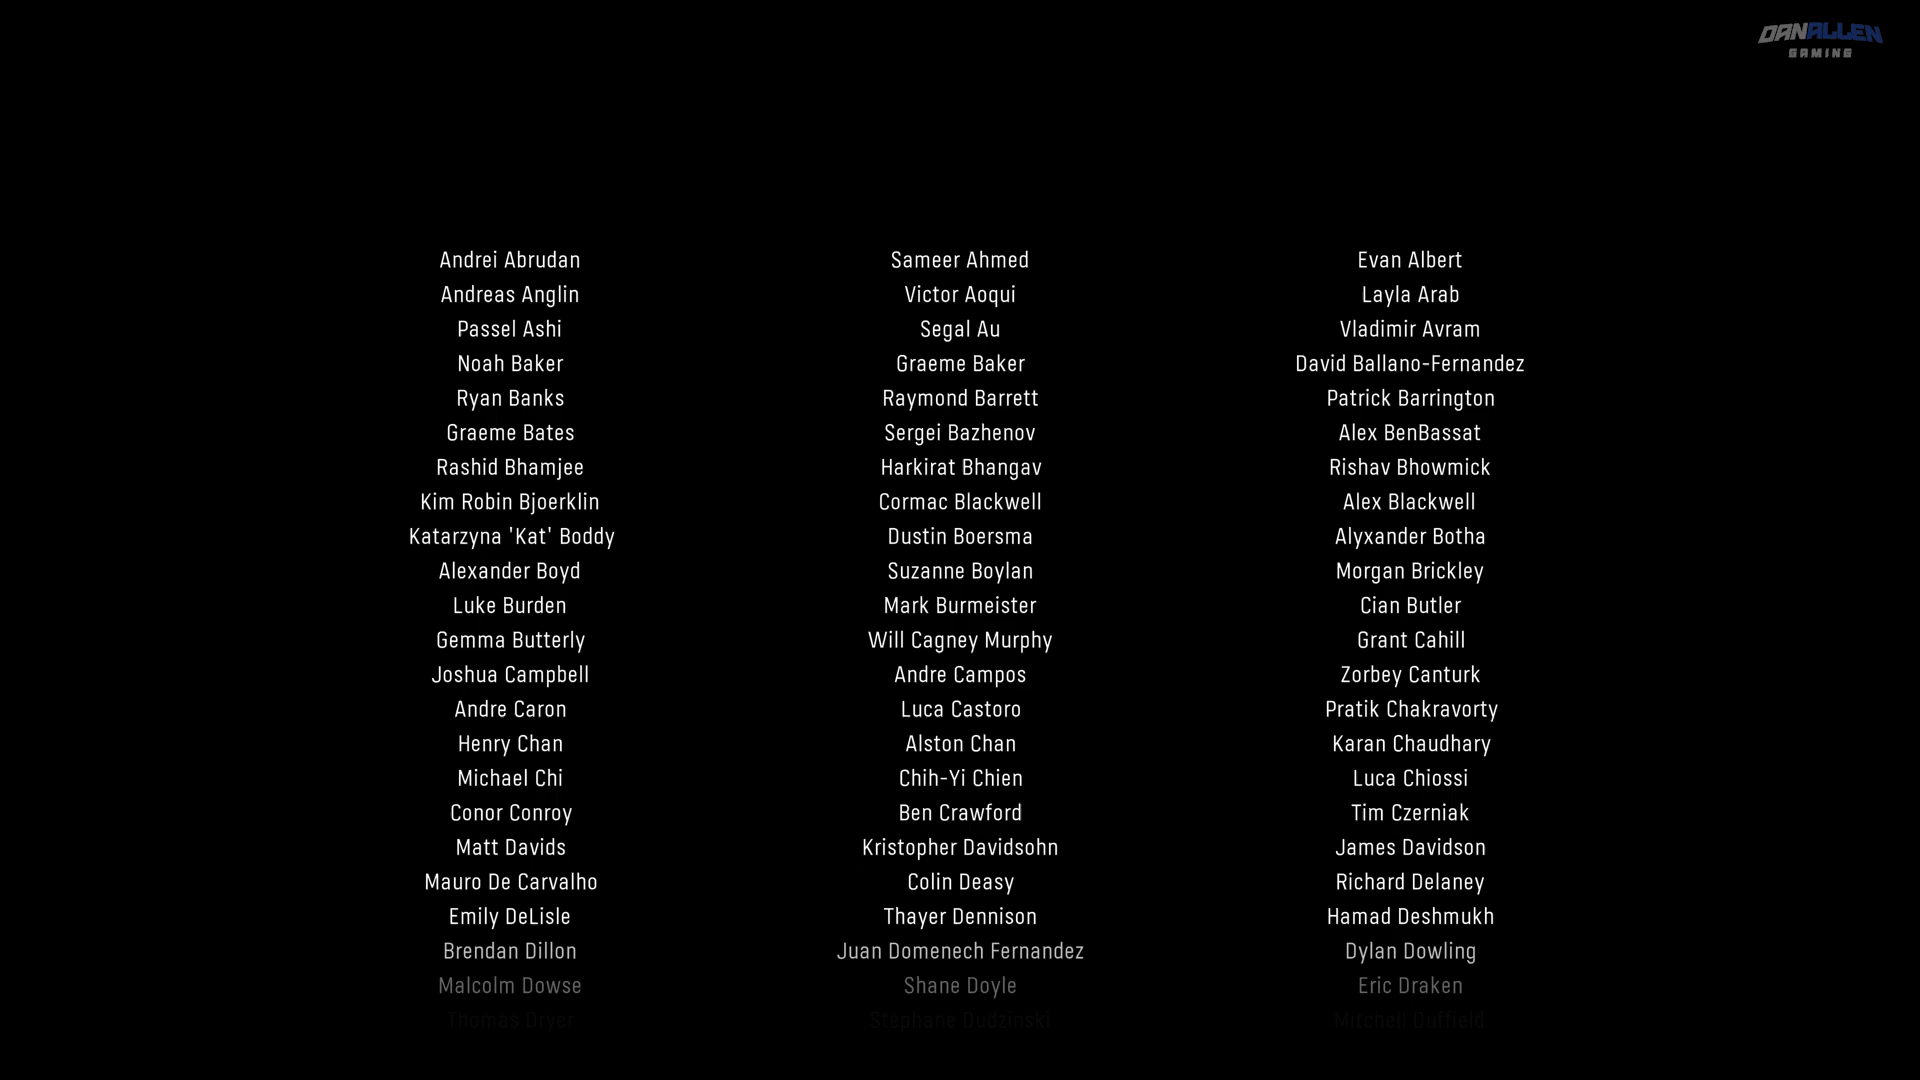 DANALLEN
GAMING
Andrei Abrudan Sameer Ahmed Evan Albert
Andreas Anglin Victor Aoqui Layla Arab
Passel Ashi Segal Au Vladimir Avram
Noah Baker Graeme Baker David Ballano-Fernandez
Ryan Banks Raymond Barrett Patrick Barrington
Graeme Bates Sergei Bazhenov Alex BenBassat
Rashid Bhamjee Harkirat Bhangav Rishav Bhowmick
Kim Robin Bjoerklin Cormac Blackwell Alex Blackwell
Katarzyna 'Kat' Boddy Dustin Boersma Alyxander Botha
Alexander Boyd Suzanne Boylan Morgan Brickley
Luke Burden Mark Burmeister Cian Butler
Gemma Butterly Will Cagney Murphy Grant Cahill
Joshua Campbell Andre Campos Zorbey Canturk
Andre Caron Luca Castoro Pratik Chakravorty
Henry Chan Alston Chan Karan Chaudhary
Michael Chi Chih-Yi Chien Luca Chiossi
Conor Conroy Ben Crawford Tim Czerniak
Matt Davids Kristopher Davidsohn James Davidson
Mauro De Carvalho Colin Deasy Richard Delaney
Emily DeLisle Thayer Dennison Hamad Deshmukh
Brendan Dillon Juan Domenech Fernandez Dylan Dowling
Malcolm Dowse Shane Doyle Eric Draken
Thomas Dryer Stephane Dudzinski Mitchell Duffield